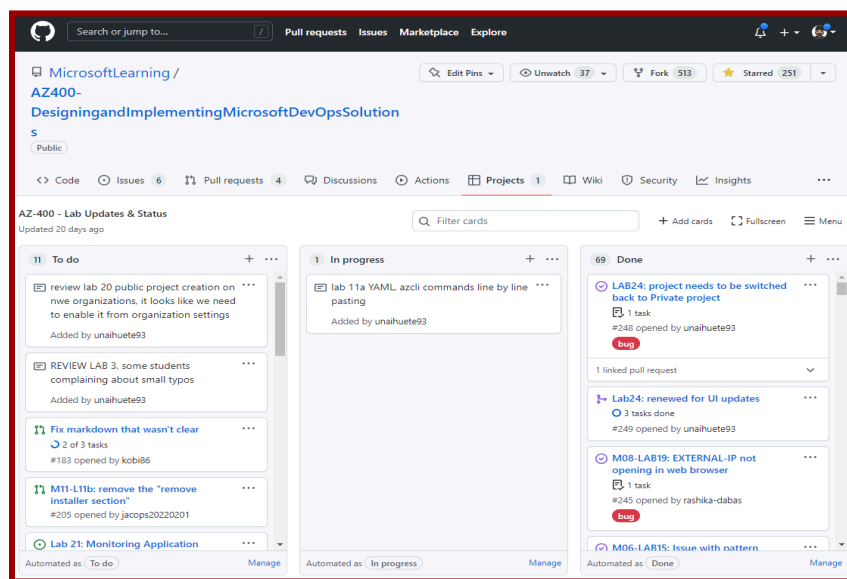 Search or jump to... / Pull requests Issues Marketplace Explore
MicrosoftLearning /
AZ400-
DesigningandImplementingMicrosoftDevOpsSolution
s
Public
Edit Pins Unwatch 37 Fork 513 Starred 251
Code Issues 6 Pull requests 4 Discussions Actions Projects 1 Wiki Security Insights
AZ-400 - Lab Updates & Status
Updated 20 days ago
Filter cards
Add cards Fullscreen Menu
11 To do
review lab 20 public project creation on
nwe organizations, it looks like we need
to enable it from organization settings
Added by unaihuete93
REVIEW LAB 3, some students
complaining about small typos
Added by unaihuete93
Fix markdown that wasn't clear
2 of 3 tasks
#183 opened by kobi86
M11-L11b: remove the "remove
installer section"
#205 opened by jacops20220201
Lab 21: Monitoring Application
Automated as To do Manage
1 In progress
lab 11a YAML, azcli commands line by line
pasting
Added by unaihuete93
Automated as In progress Manage
69 Done
LAB24: project needs to be switched
back to Private project
1 task
#248 opened by unaihuete93
bug
1 linked pull request
Lab24: renewed for UI updates
3 tasks done
#249 opened by unaihuete93
M08-LAB19: EXTERNAL-IP not
opening in web browser
1 task
#245 opened by rashika-dabas
bug
M06-LAB15: Issue with pattern
Automated as Done Manage